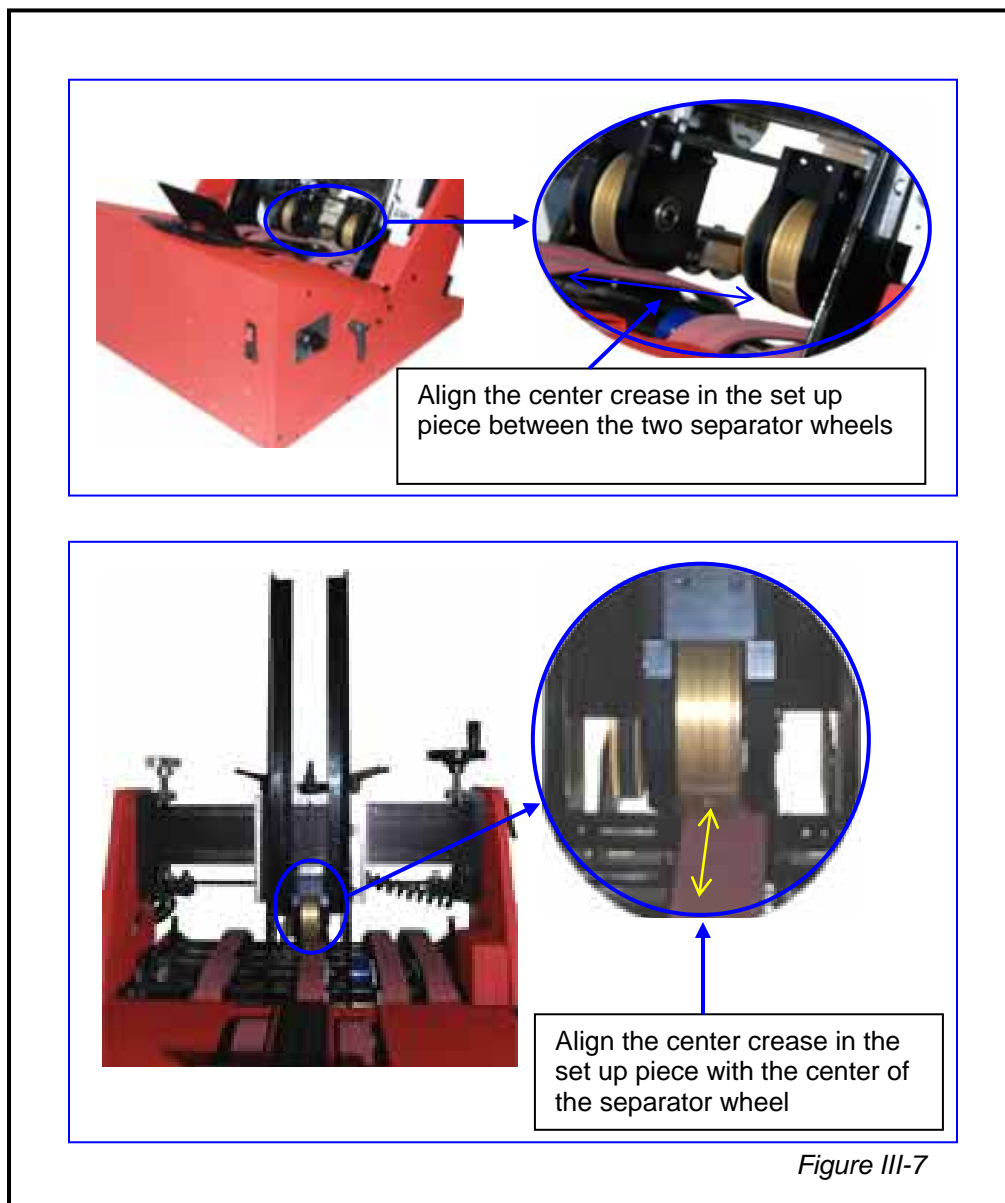 Align the center crease in the set up
piece between the two separator wheels
Align the center crease in the
set up piece with the center of
the separator wheel
Figure III-7